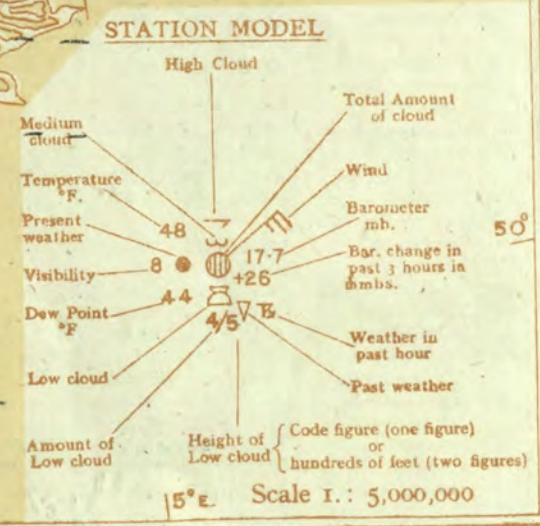 STATION MODEL
High Cloud
Total Amount
of cloud
Medium
cloud
Wind
Temperature
°F.
Barometer
mb.
48
Present
weather
50°
17·7
Bar. change in
past 3 hours in
Visibility
8
+26
44
Dew Point
°F
4/5
Weather in
past hour
Low cloud
Past weather
Amount of
Low cloud
Height of
Low cloud
Code figure (one figure)
or
hundreds of feet (two figures)
5°E.
Scale 1.: 5,000,000